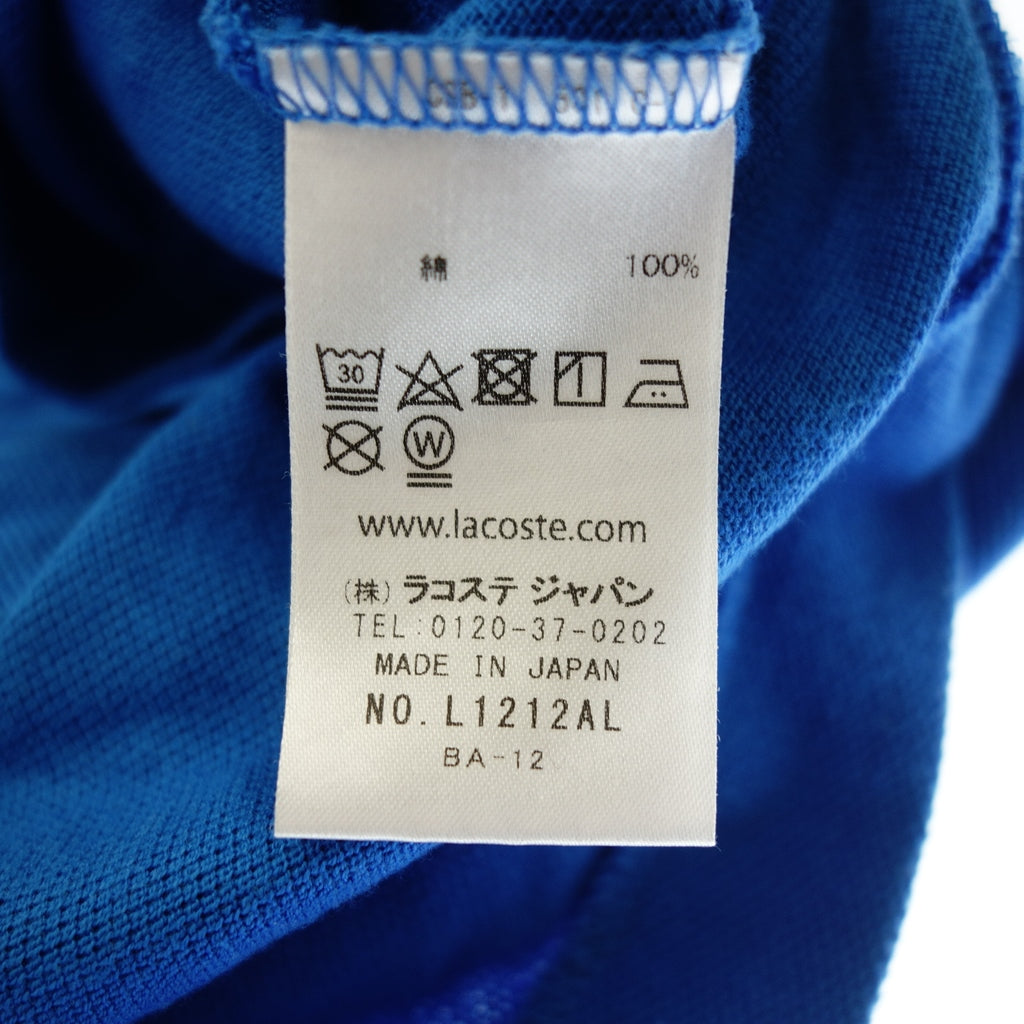 綿 100%
30
W
www.lacoste.com
(株) ラコステ ジャパン
TEL:0120-37-0202
MADE IN JAPAN
NO. L1212AL
BA-12